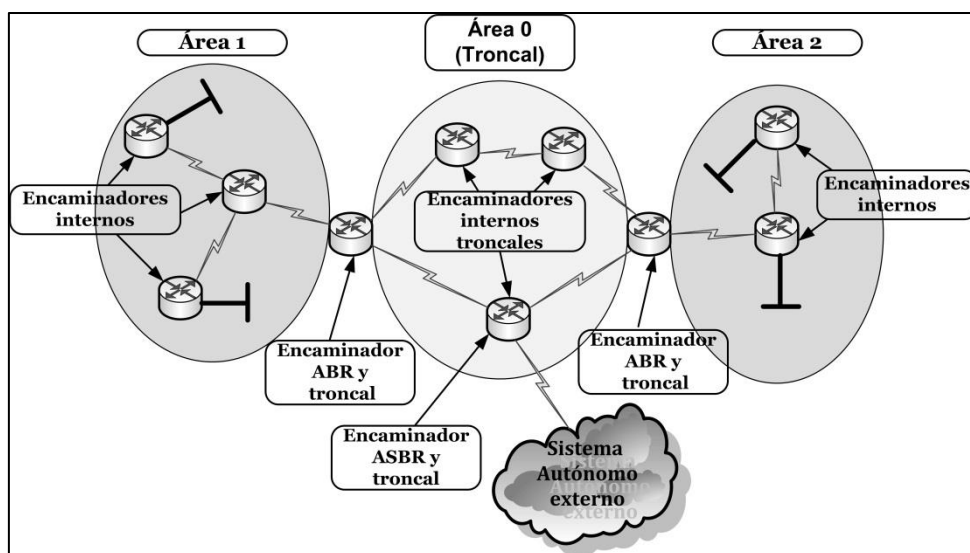 Área 1
Área 0
(Troncal)
Área 2
Encaminadores
internos
Encaminadores
internos
troncales
Encaminadores
internos
Encaminador
ABR y
troncal
Encaminador
ASBR y
troncal
Encaminador
ABR y
troncal
Sistema
Autónomo
externo